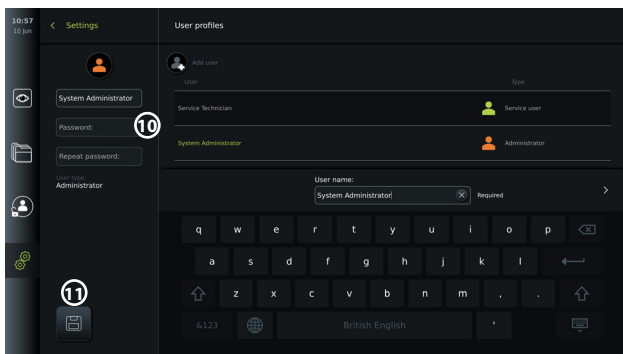 10:57
10 Jun
Settings
User profiles
Add user
User
Type
System Administrator
Service Technician
Service user
Password:
10
System Administrator
Administrator
Repeat password:
User type:
Administrator
User name:
System Administrator
Required
q w e r t y u i o p
a s d f g h j k l
z x c v b n m , .
&123
British English
'
11